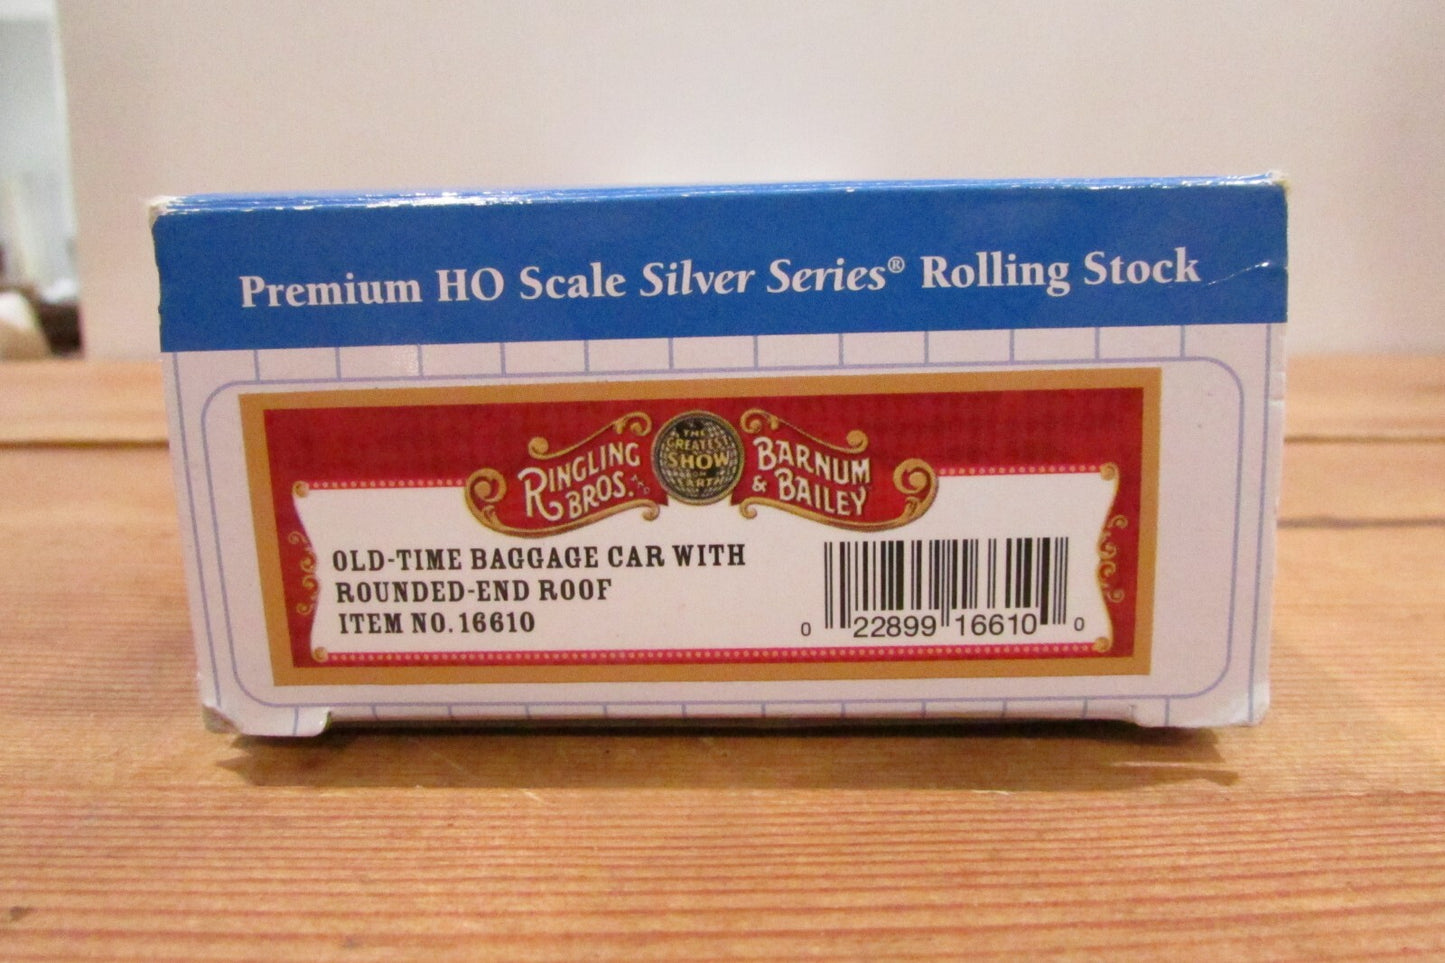 Premium HO Scale Silver Series® Rolling Stock
RINGLING BROS. AND
THE GREATEST SHOW ON EARTH
BARNUM & BAILEY
OLD-TIME BAGGAGE CAR WITH
ROUNDED-END ROOF
ITEM NO. 16610
0 22899 16610 0